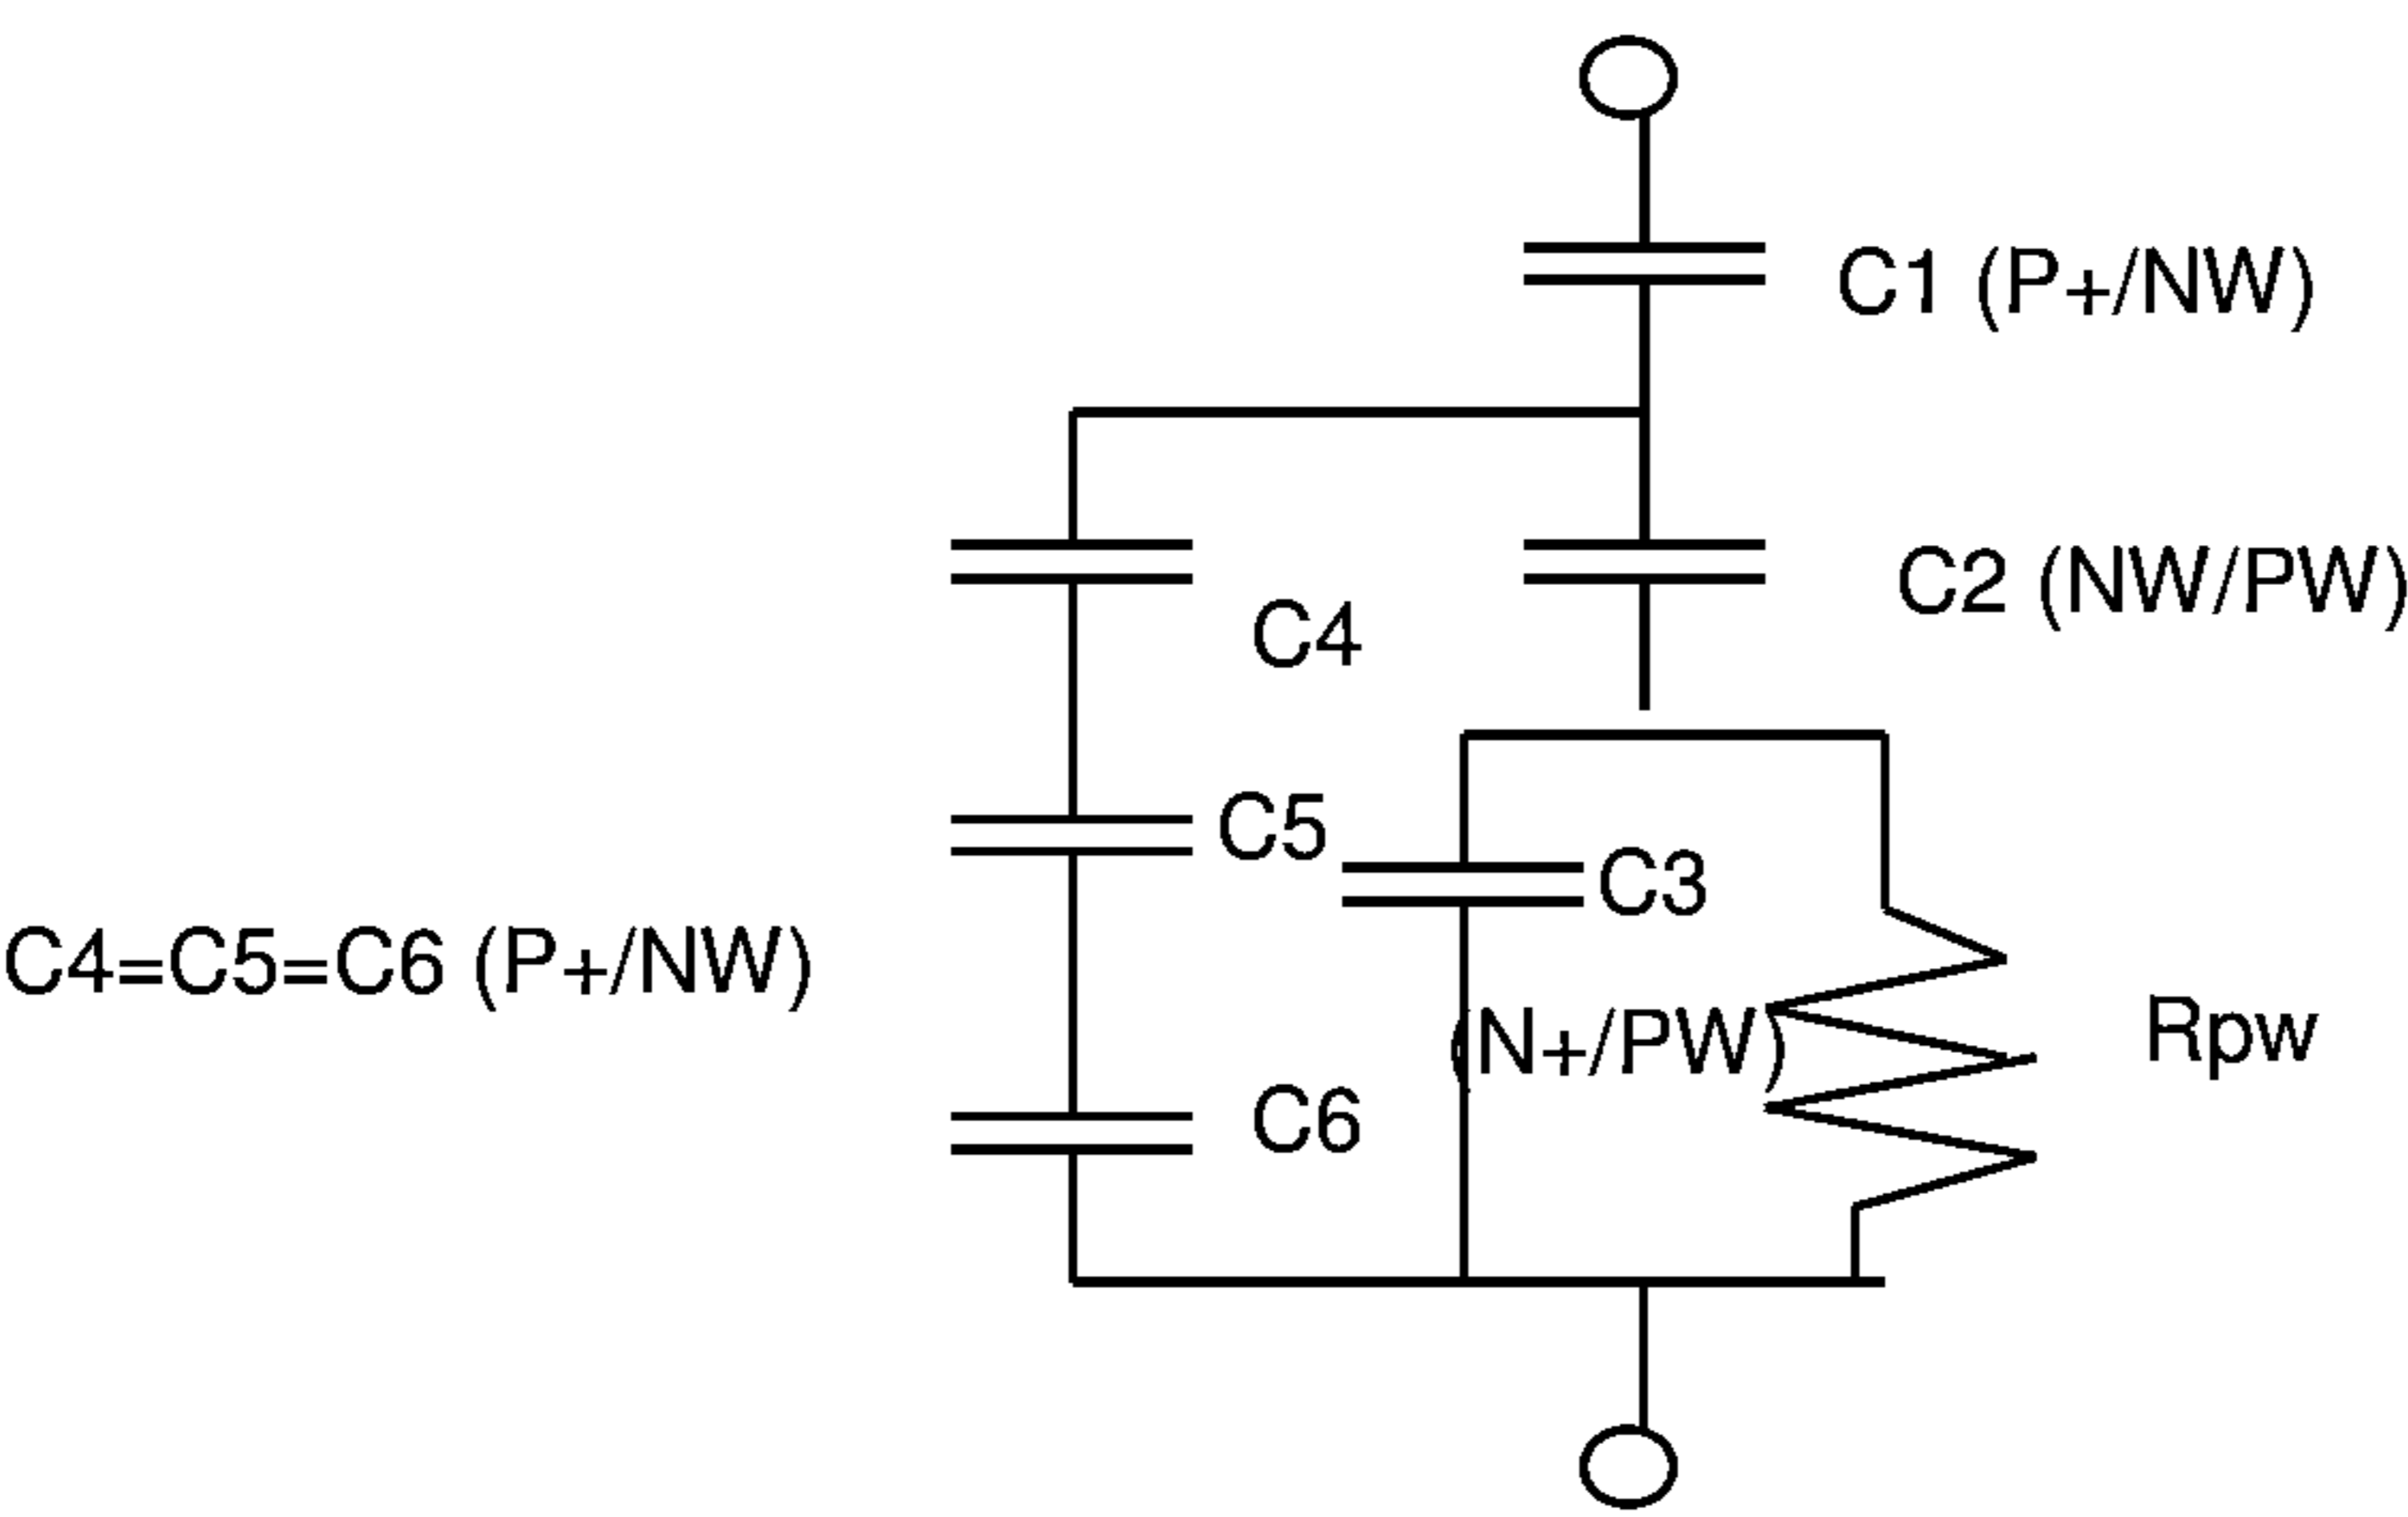 C1 (P+/NW)
C2 (NW/PW)
C4
C5
C3
C4=C5=C6 (P+/NW)
(N+/PW)
Rpw
C6